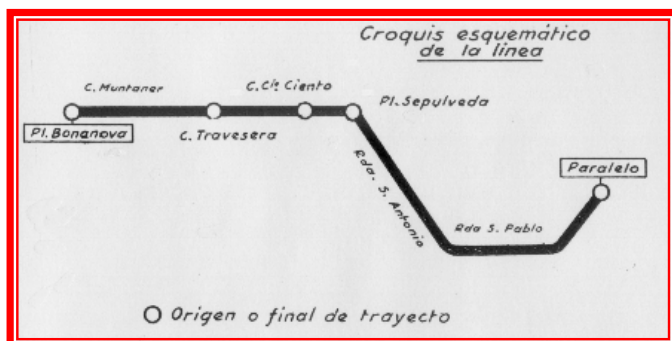 Croquis esquemático
de la línea
C. Muntaner
C. Cjo Ciento
Pl. Sepulveda
Pl. Bonanova
C. Travesera
Rda. S. Antonio
Rda S. Pablo
Paralelo
Origen o final de trayecto